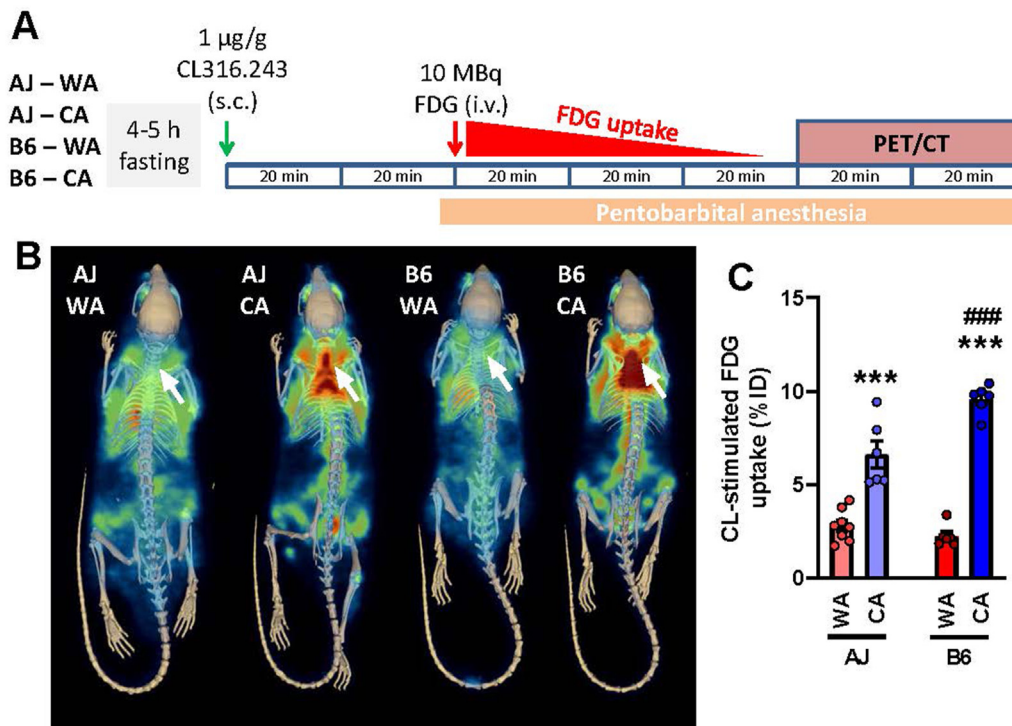 A
AJ – WA
AJ – CA
B6 – WA
B6 – CA
4-5 h
fasting
1 µg/g
CL316.243
(s.c.)
10 MBq
FDG (i.v.)
FDG uptake
PET/CT
20 min 20 min 20 min 20 min 20 min 20 min 20 min
Pentobarbital anesthesia
B
AJ
WA
AJ
CA
B6
WA
B6
CA
C
CL-stimulated FDG
uptake (% ID)
15
10
5
0
***
###
***
WA CA WA CA
AJ B6